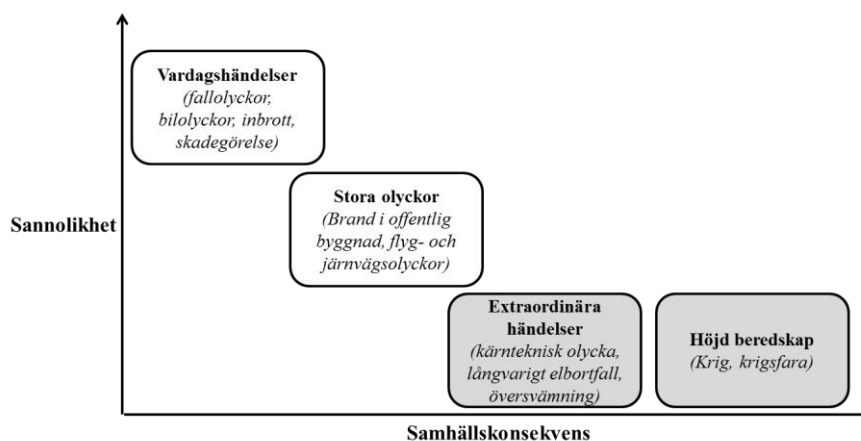 Vardagshändelser
(fallolyckor,
bilolyckor, inbrott,
skadegörelse)
Stora olyckor
(Brand i offentlig
byggnad, flyg- och
järnvägsolyckor)
Sannolikhet
Extraordinära
händelser
(kärnteknisk olycka,
långvarigt elbortfall,
översvämning)
Höjd beredskap
(Krig, krigsfara)
Samhällskonsekvens